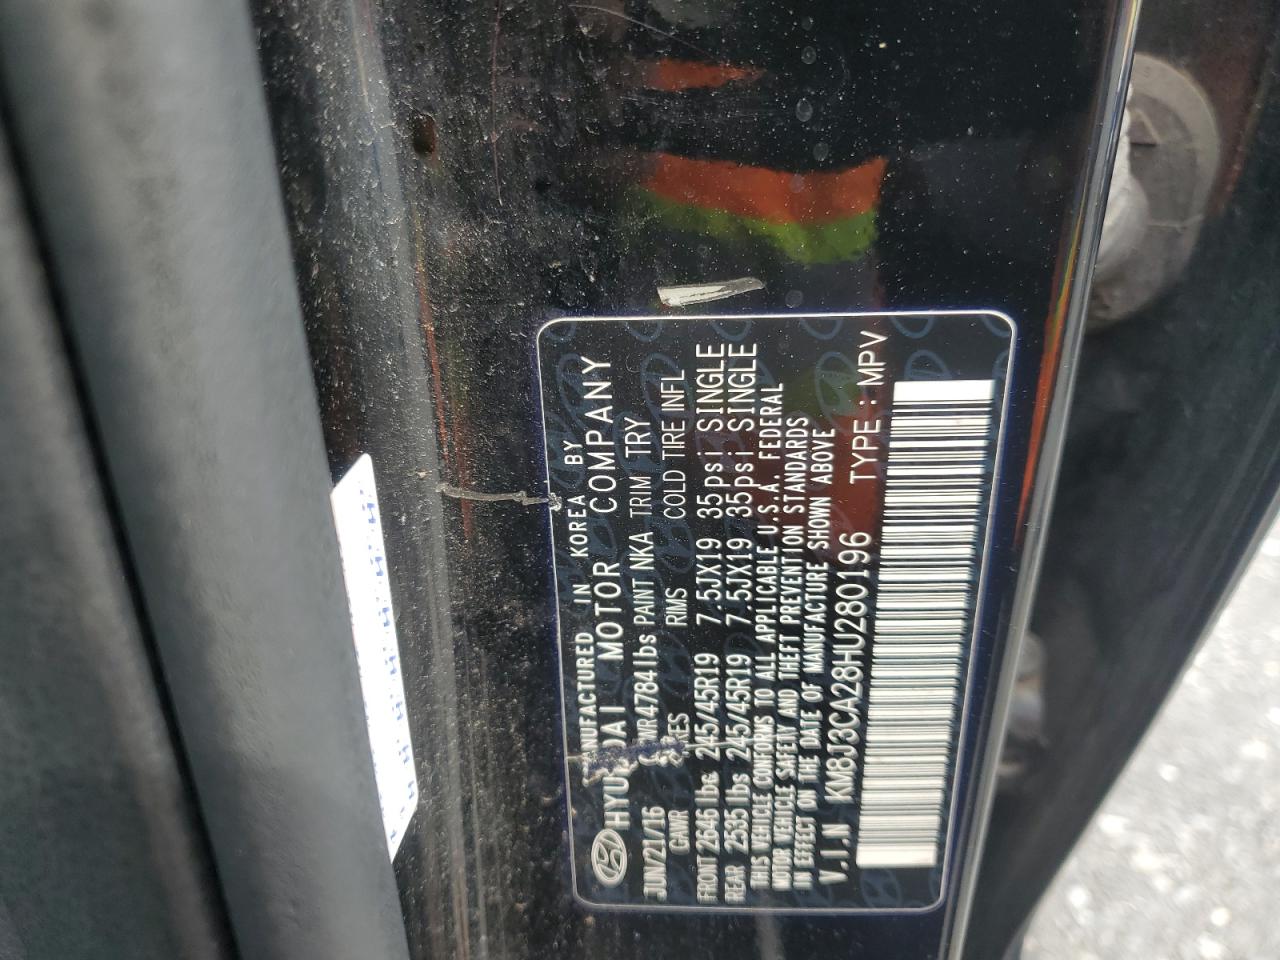 MANUFACTURED IN KOREA BY
HYUNDAI MOTOR COMPANY
JUN/21/16 GVWR4784lbs PAINT NKA TRIM TRY
GAWR TIRES RIMS COLD TIRE INFL
FRONT 2646 lbs 245/45R19 7.5JX19 35psi SINGLE
REAR 2535 lbs 245/45R19 7.5JX19 35psi SINGLE
THIS VEHICLE CONFORMS TO ALL APPLICABLE U.S.A. FEDERAL
MOTOR VEHICLE SAFETY AND THEFT PREVENTION STANDARDS
IN EFFECT ON THE DATE OF MANUFACTURE SHOWN ABOVE
V.I.N KM8J3CA28HU280196 TYPE : MPV